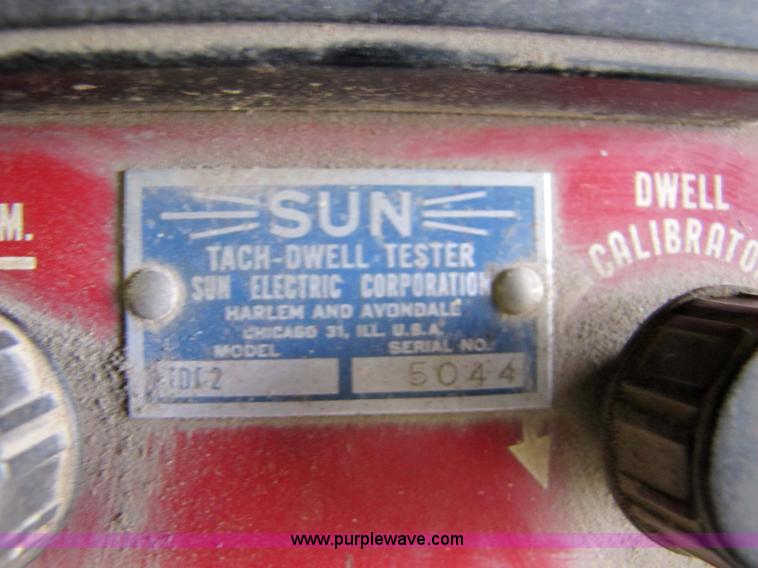 SUN
TACH-DWELL TESTER
SUN ELECTRIC CORPORATION
HARLEM AND AVONDALE
CHICAGO 31, ILL. U.S.A.
MODEL SERIAL NO.
TDT-2 5044
M.
DWELL
CALIBRATOR
www.purplewave.com